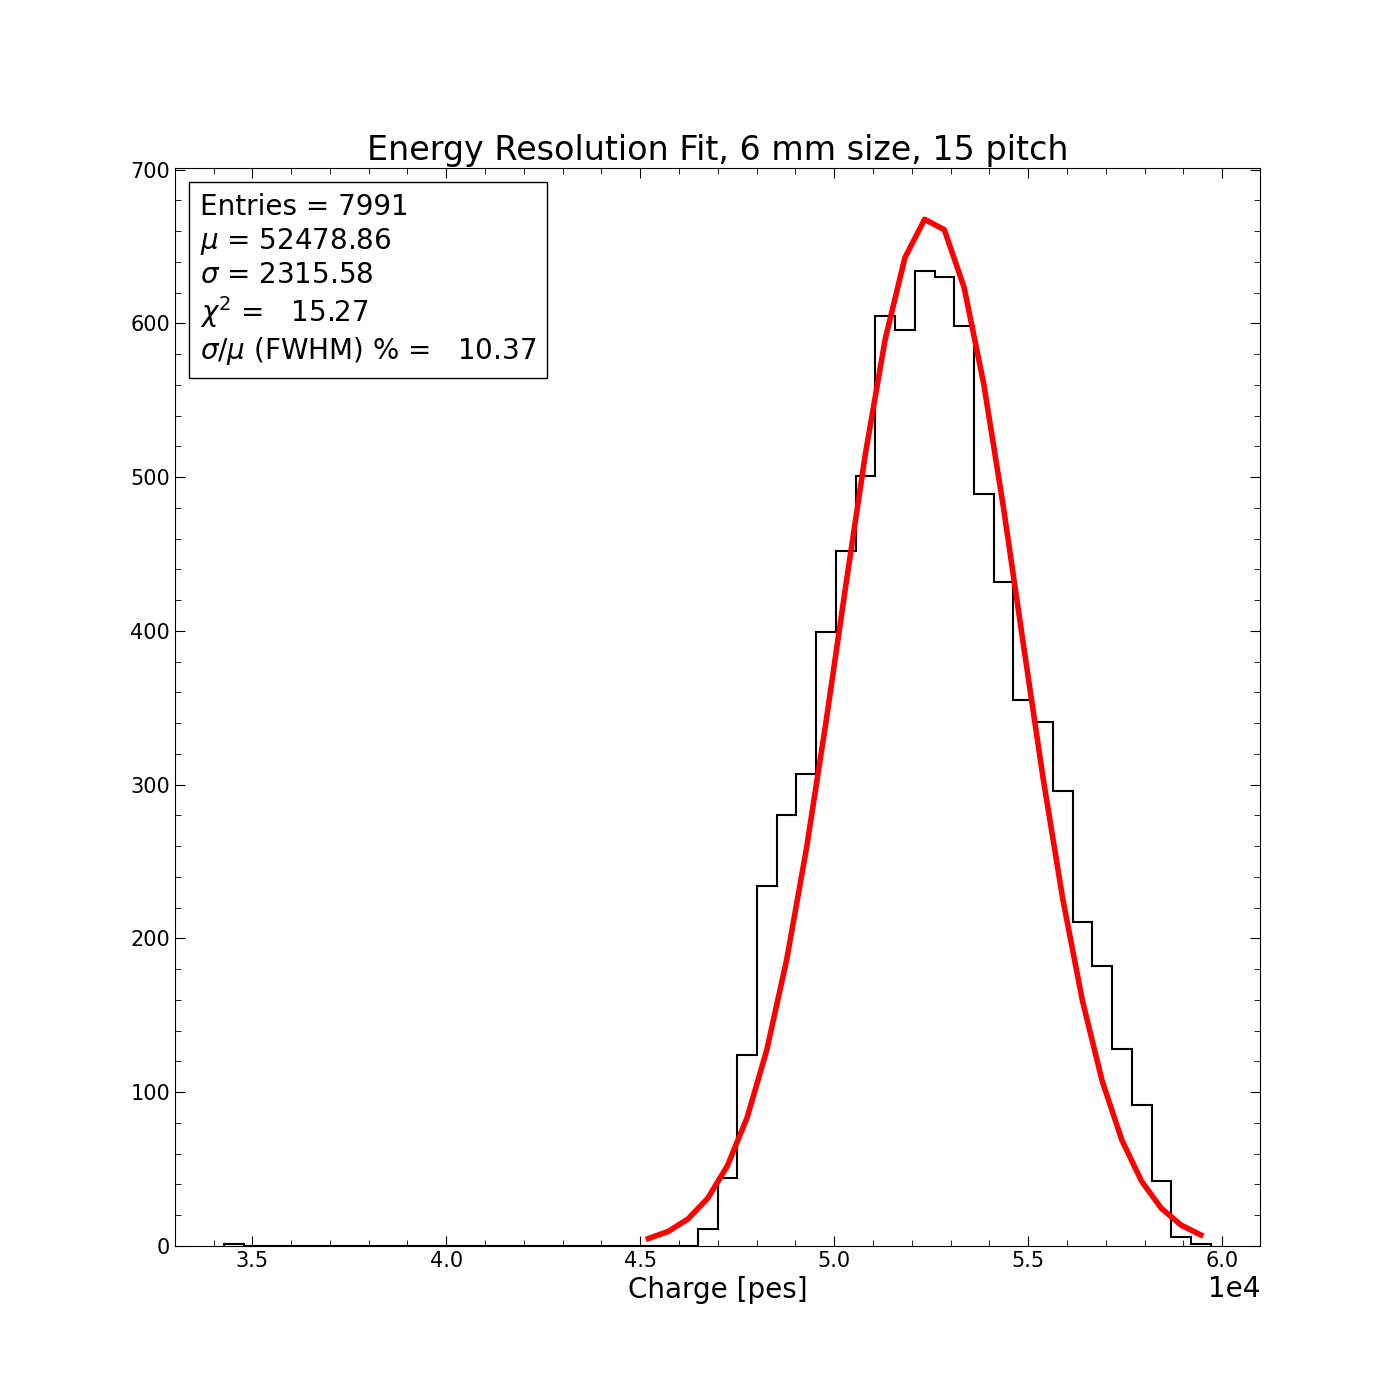 Energy Resolution Fit, 6 mm size, 15 pitch
700
600
500
400
300
200
100
0
Entries = 7991
μ = 52478.86
σ = 2315.58
χ² = 15.27
σ/μ (FWHM) % = 10.37
3.5 4.0 4.5 5.0 5.5 6.0
Charge [pes]
1e4